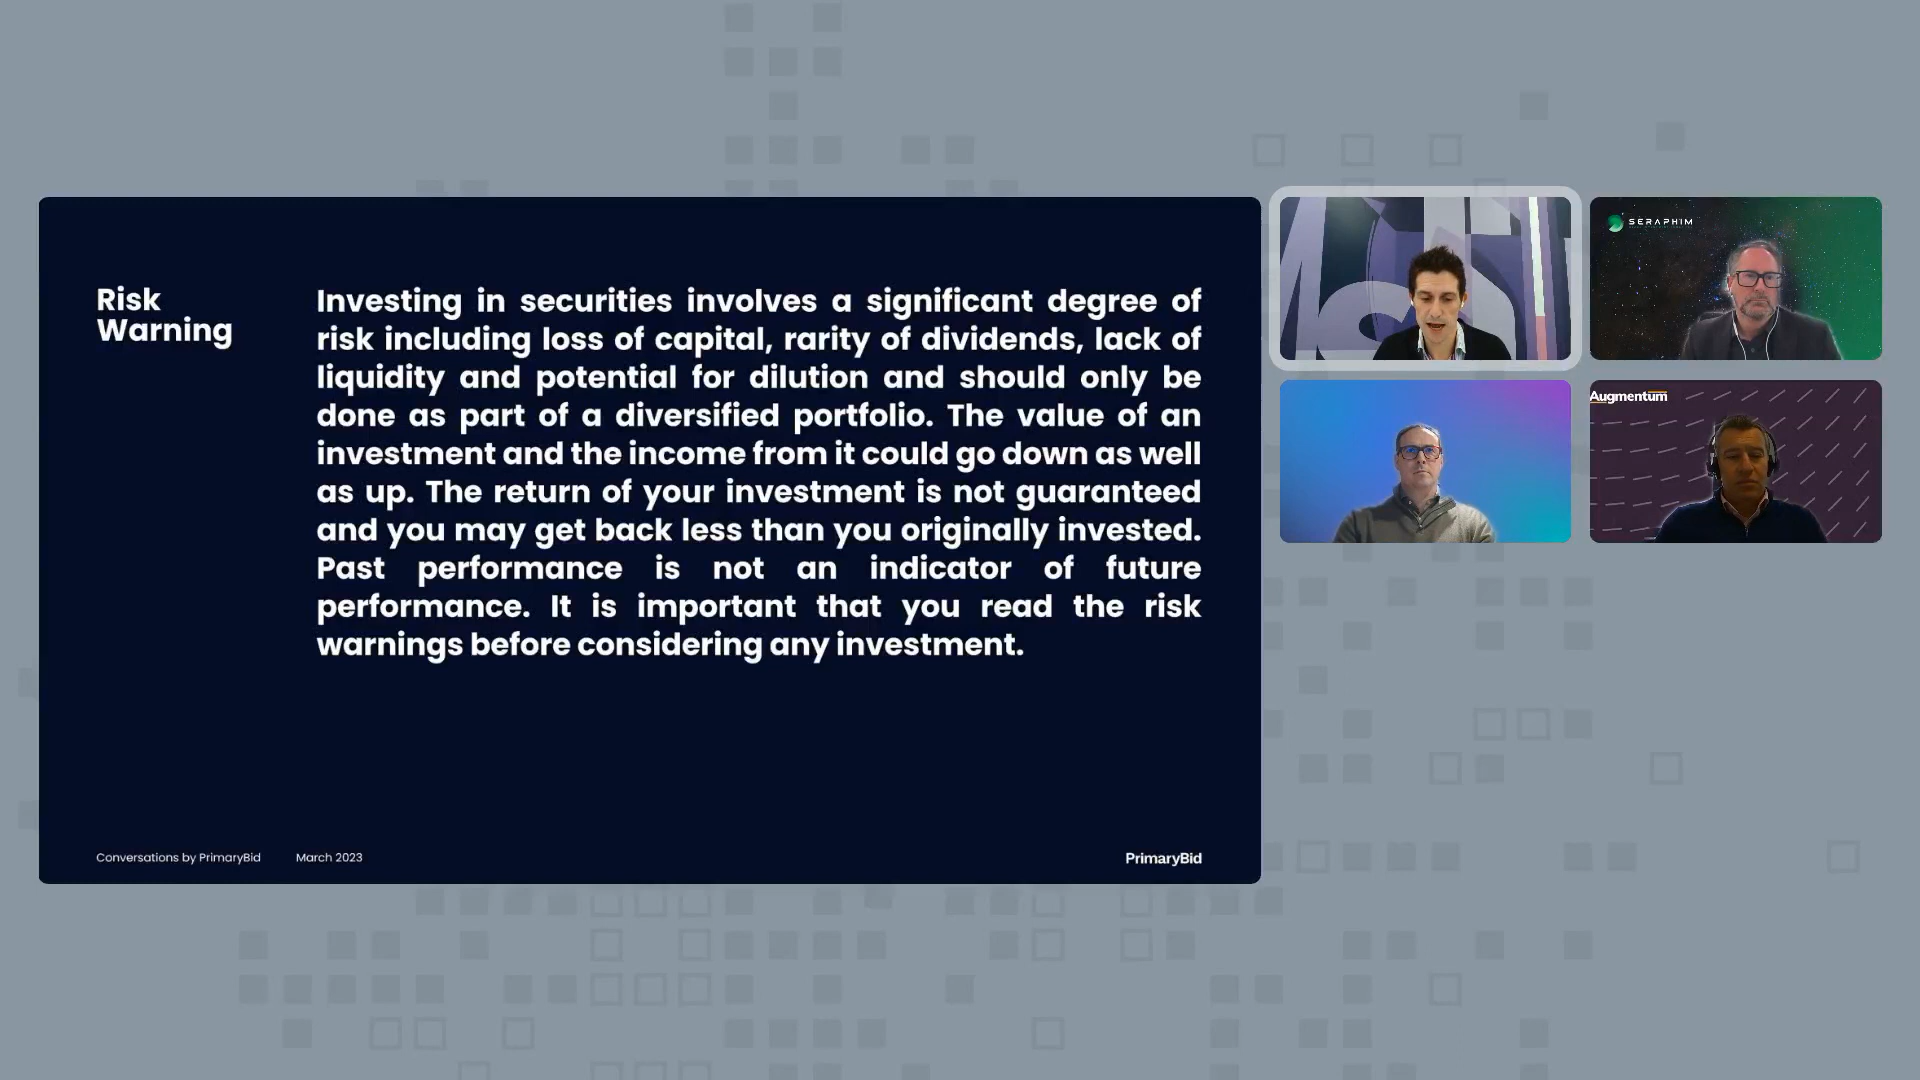 Risk
Warning
Investing in securities involves a significant degree of
risk including loss of capital, rarity of dividends, lack of
liquidity and potential for dilution and should only be
done as part of a diversified portfolio. The value of an
investment and the income from it could go down as well
as up. The return of your investment is not guaranteed
and you may get back less than you originally invested.
Past performance is not an indicator of future
performance. It is important that you read the risk
warnings before considering any investment.
Conversations by PrimaryBid
March 2023
PrimaryBid
SERAPHIM
Augmentum